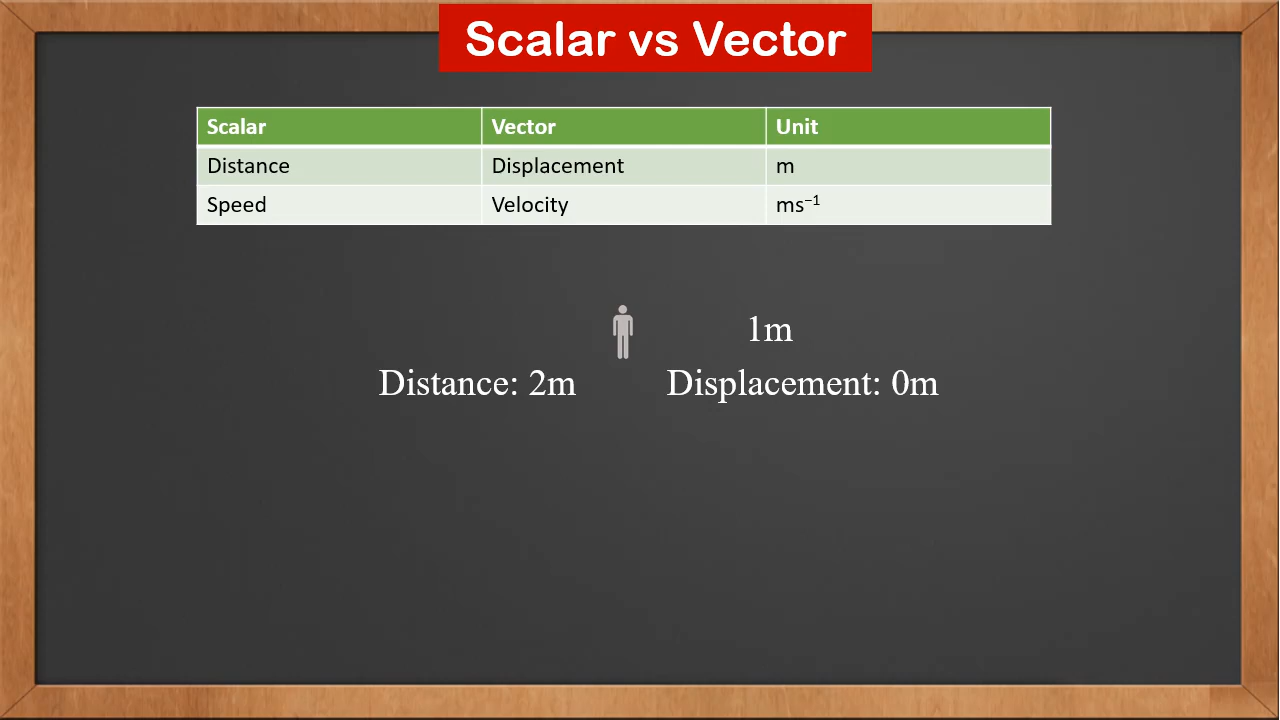 Scalar vs Vector
Scalar Vector Unit
Distance Displacement m
Speed Velocity ms⁻¹
1m
Distance: 2m Displacement: 0m